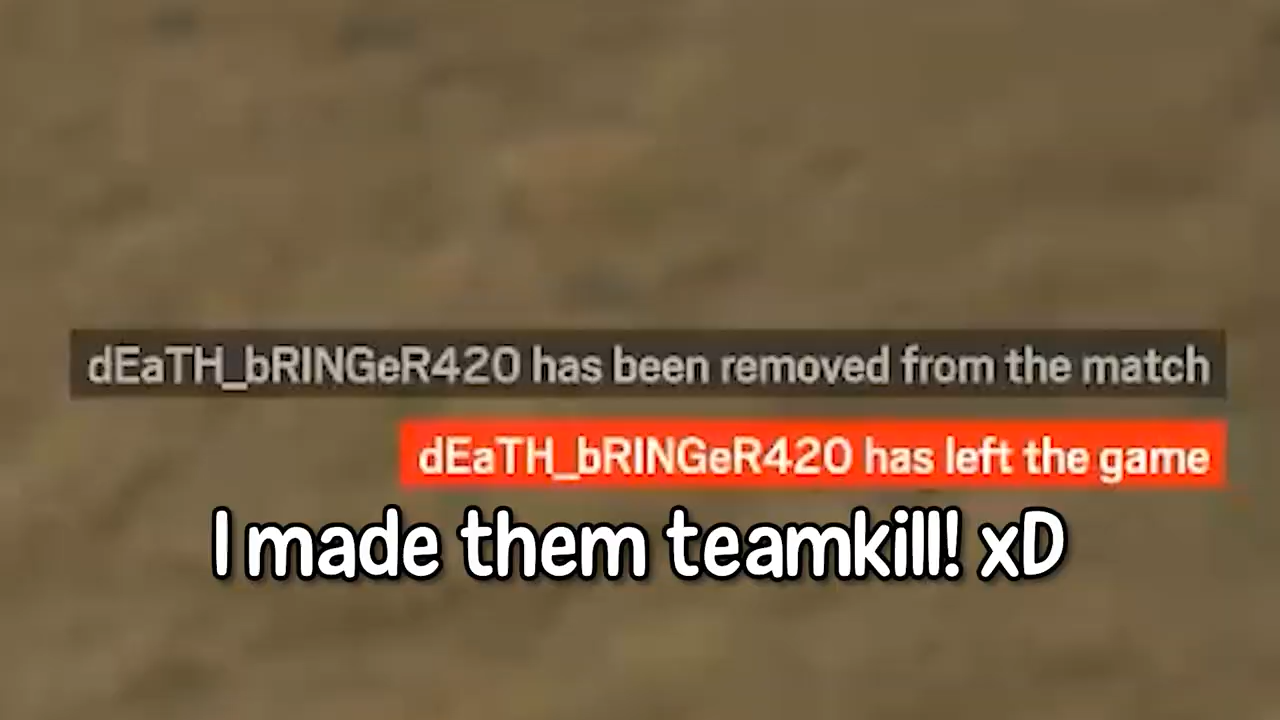 dEaTH_bRINGeR420 has been removed from the match
dEaTH_bRINGeR420 has left the game
I made them teamkill! xD